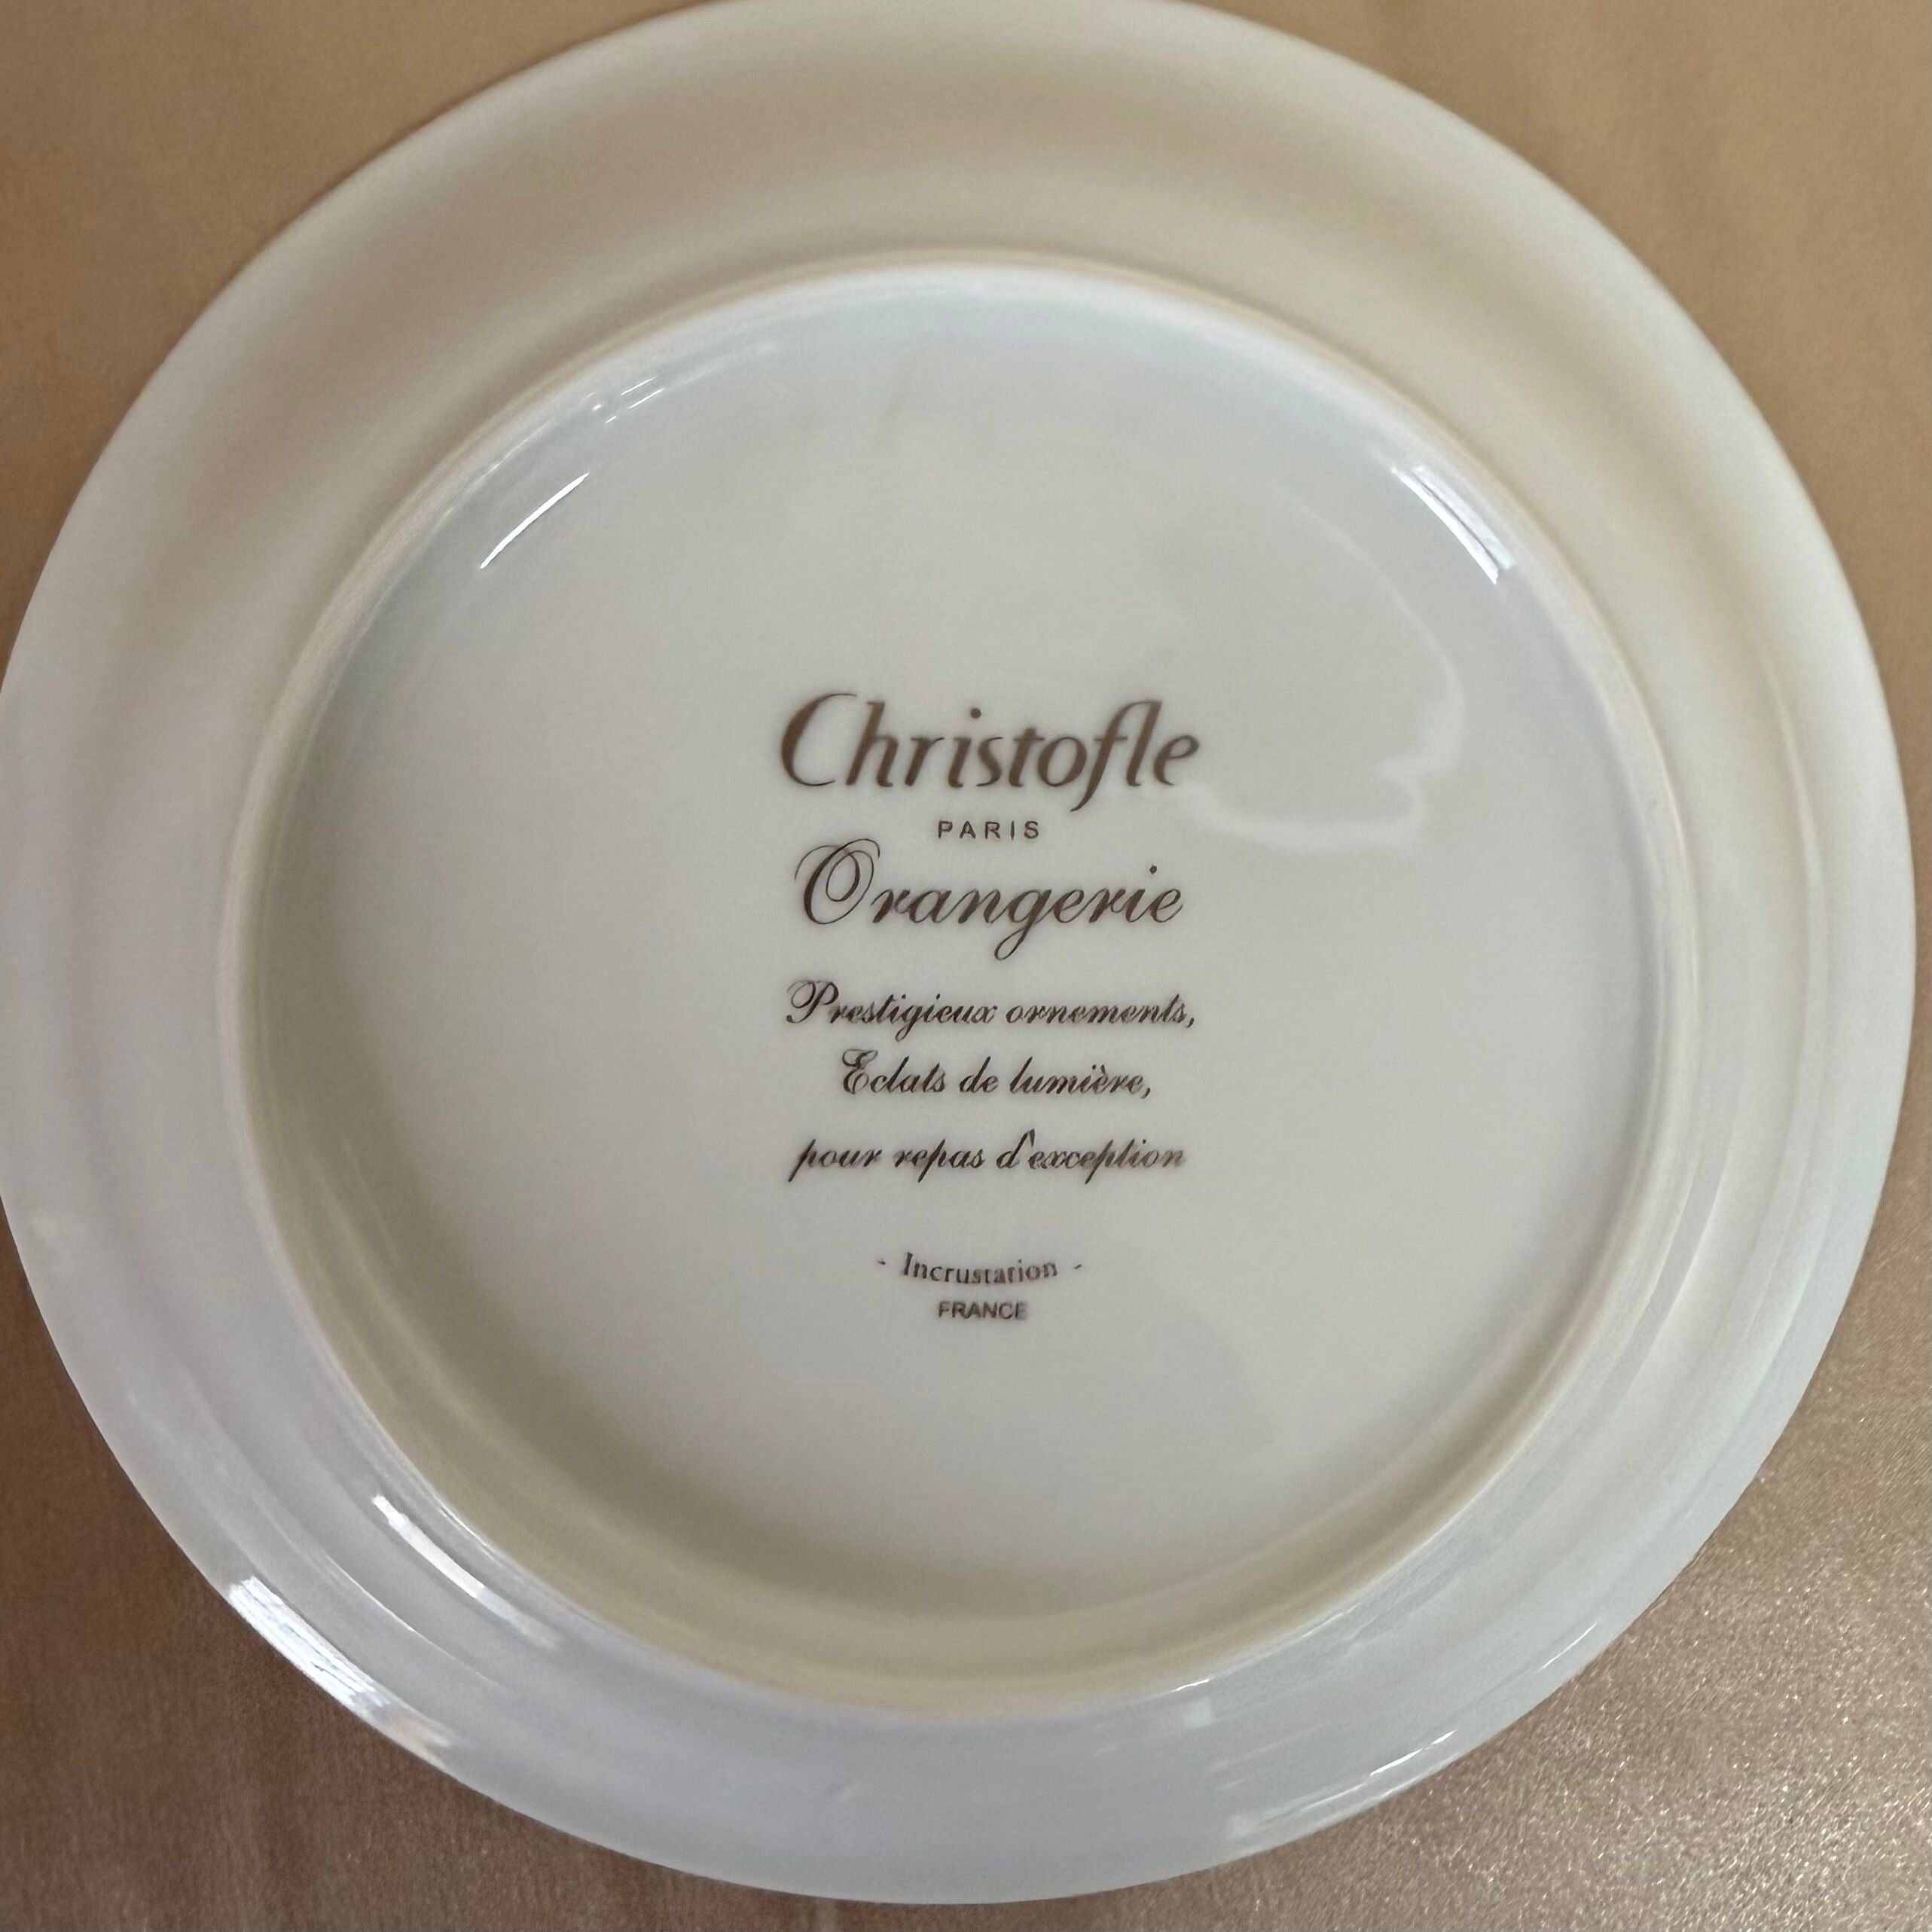 Christofle
PARIS
Orangerie
Prestigieux ornements,
Eclats de lumière,
pour repas d'exception
- Incrustation -
FRANCE